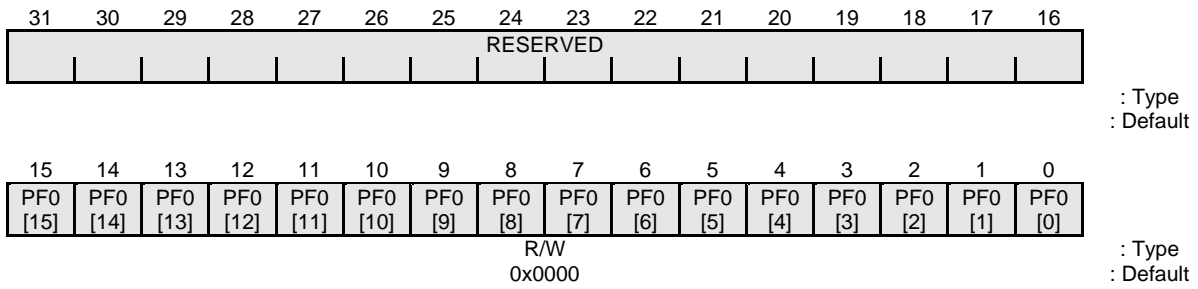 31 30 29 28 27 26 25 24 23 22 21 20 19 18 17 16
RESERVED
: Type
: Default
15 14 13 12 11 10 9 8 7 6 5 4 3 2 1 0
PF0 PF0 PF0 PF0 PF0 PF0 PF0 PF0 PF0 PF0 PF0 PF0 PF0 PF0 PF0 PF0
[15] [14] [13] [12] [11] [10] [9] [8] [7] [6] [5] [4] [3] [2] [1] [0]
R/W : Type
0x0000 : Default